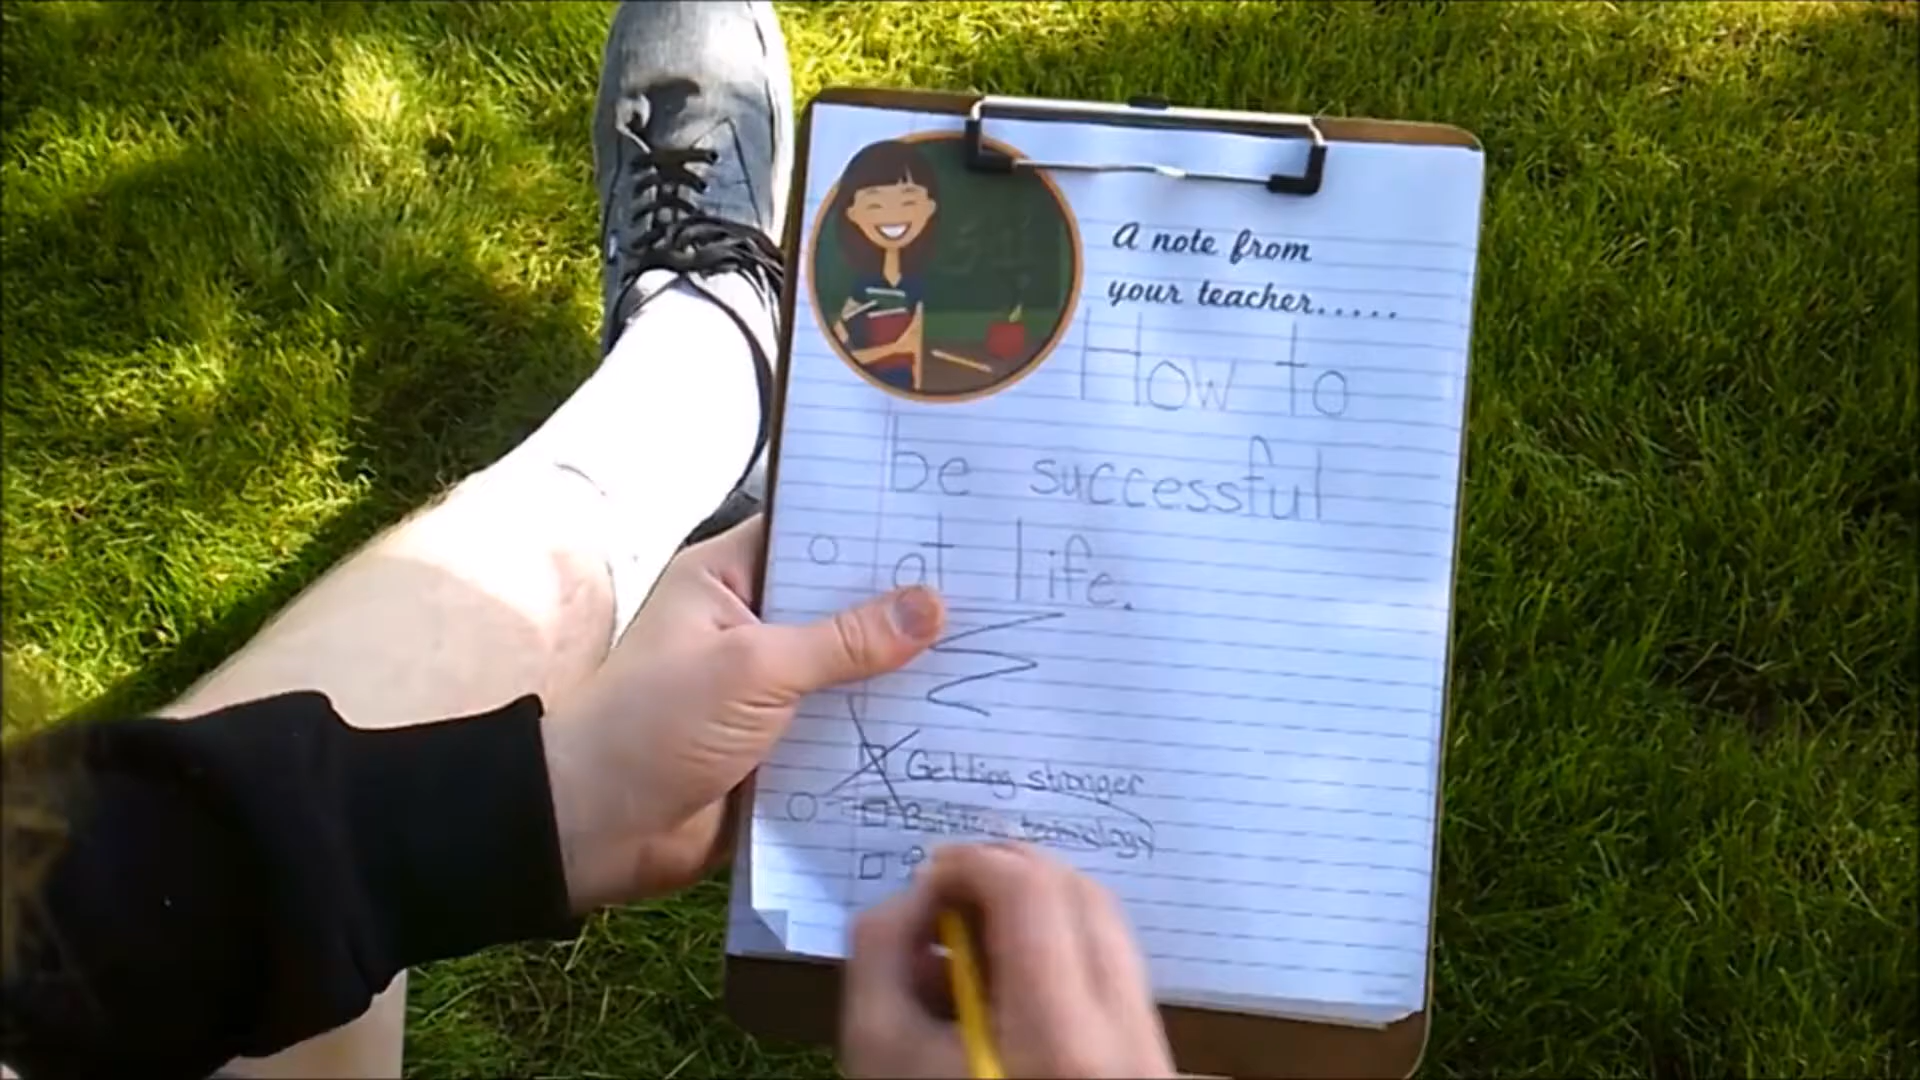 A note from
your teacher.....
How to
be successful
at life.
Getting stronger
Building technology